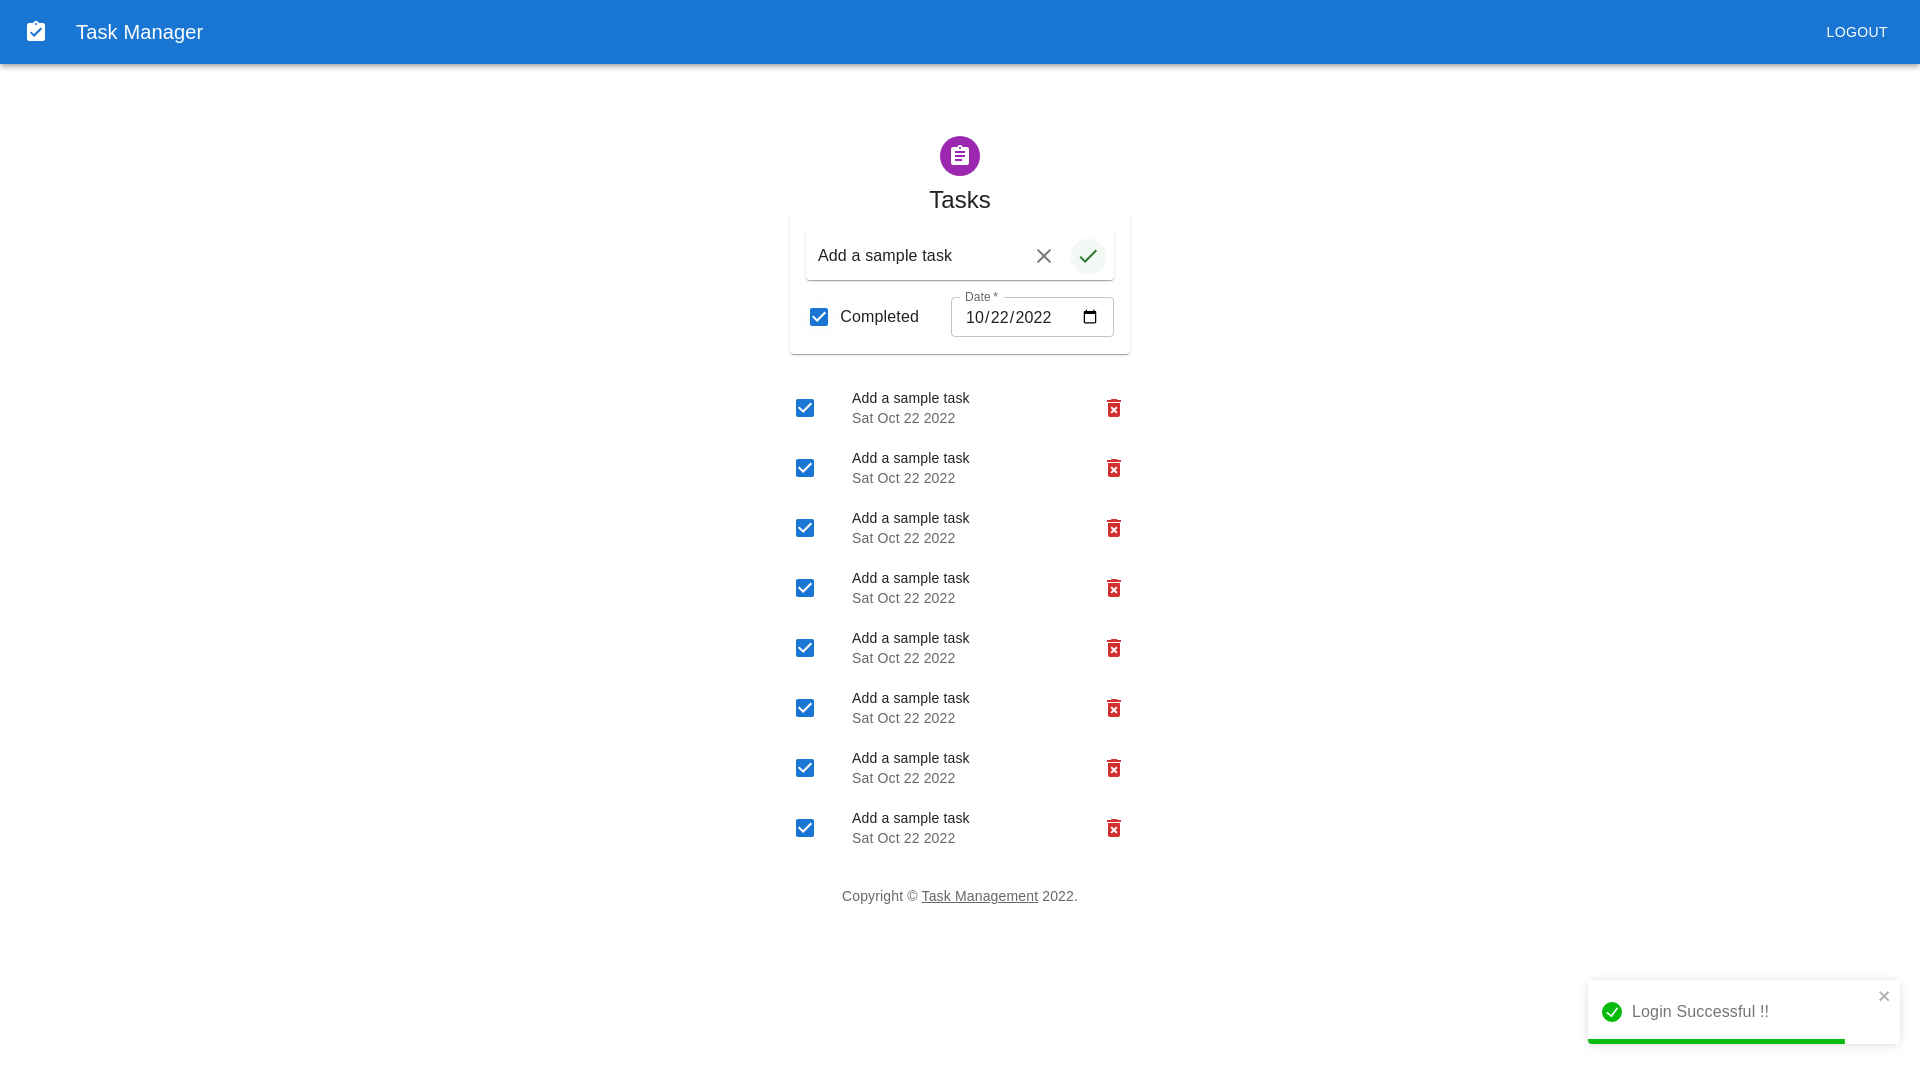 Task Manager
LOGOUT
Tasks
Add a sample task
Date *
Completed
10/22/2022
Add a sample task
Sat Oct 22 2022
Add a sample task
Sat Oct 22 2022
Add a sample task
Sat Oct 22 2022
Add a sample task
Sat Oct 22 2022
Add a sample task
Sat Oct 22 2022
Add a sample task
Sat Oct 22 2022
Add a sample task
Sat Oct 22 2022
Add a sample task
Sat Oct 22 2022
Copyright © Task Management 2022.
Login Successful !!